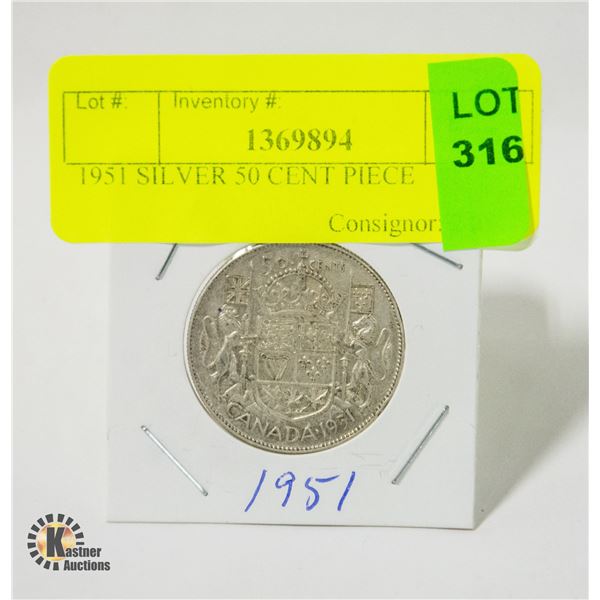 Lot #: Inventory #:
LOT
1369894
316
1951 SILVER 50 CENT PIECE
Consignor:
50 CENTS
CANADA·1951
1951
Kastner
Auctions